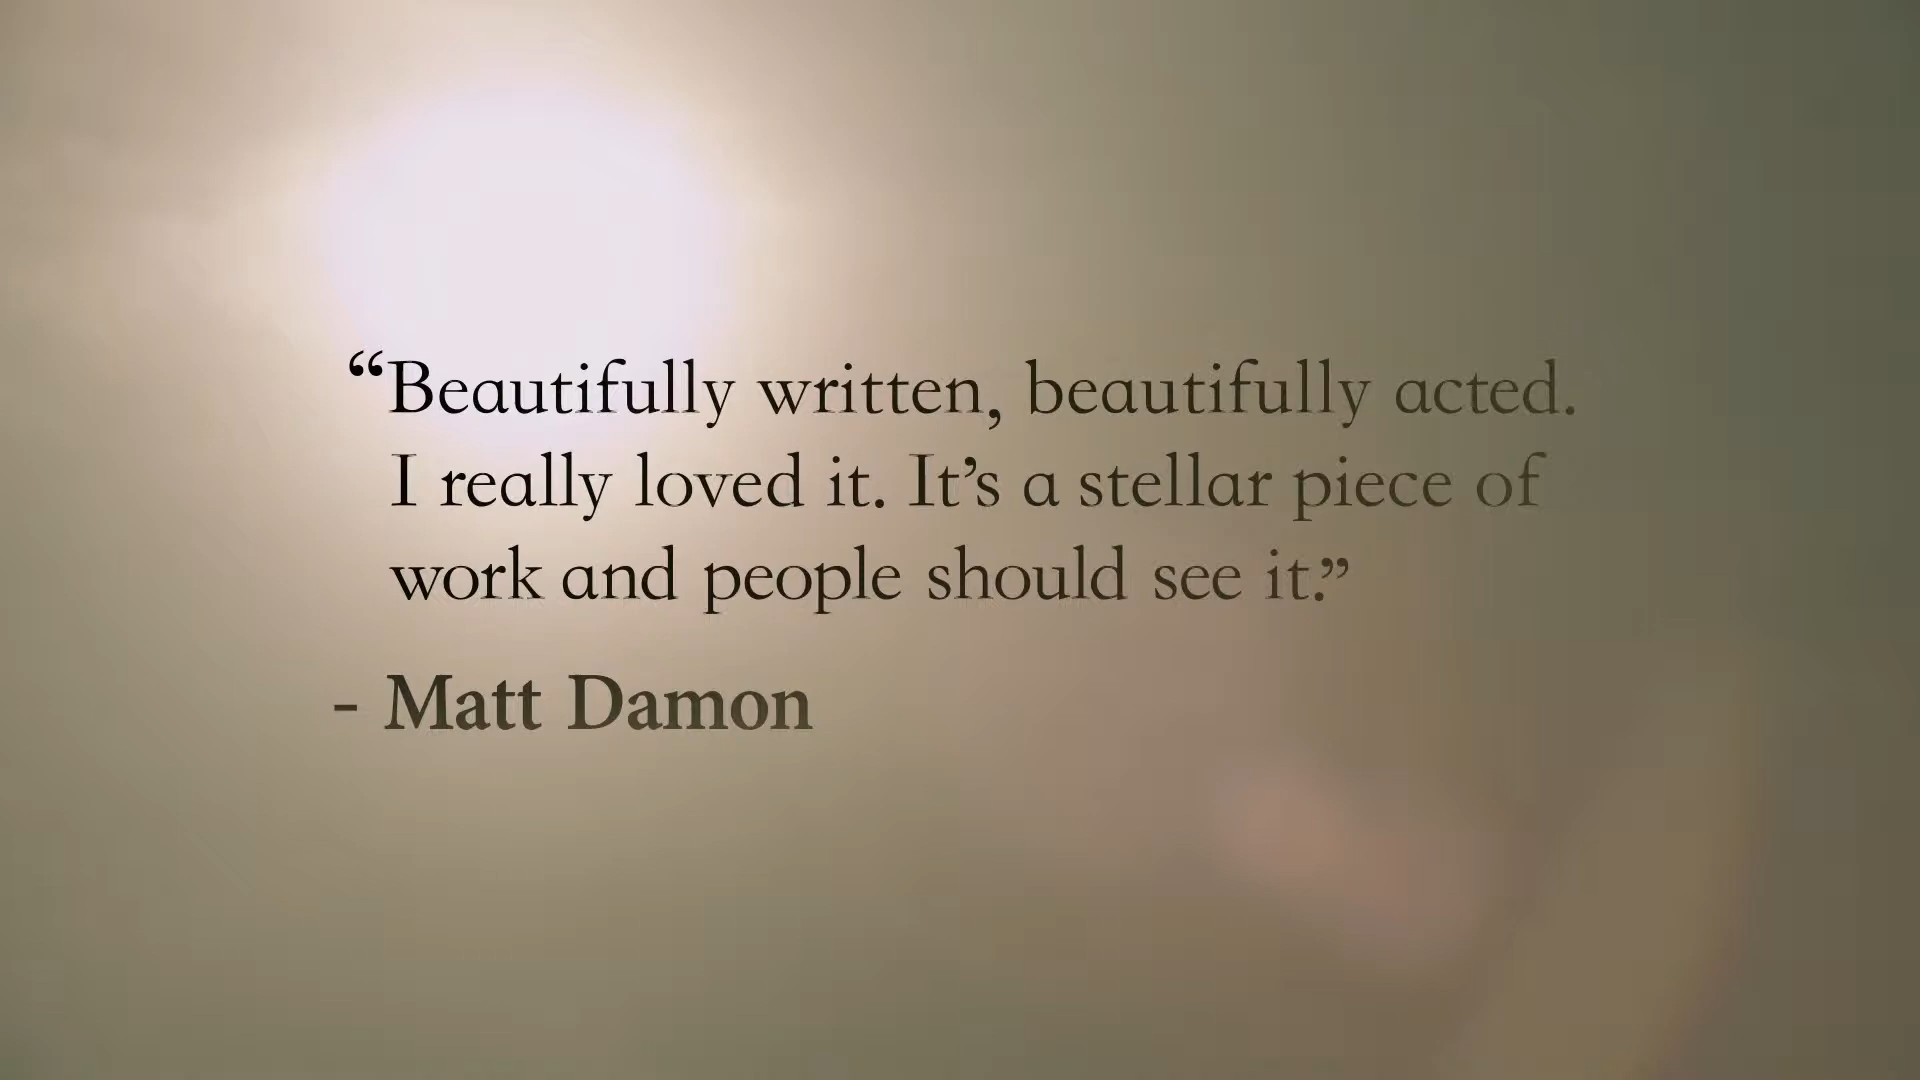 “Beautifully written, beautifully acted.
I really loved it. It’s a stellar piece of
work and people should see it.”
- Matt Damon